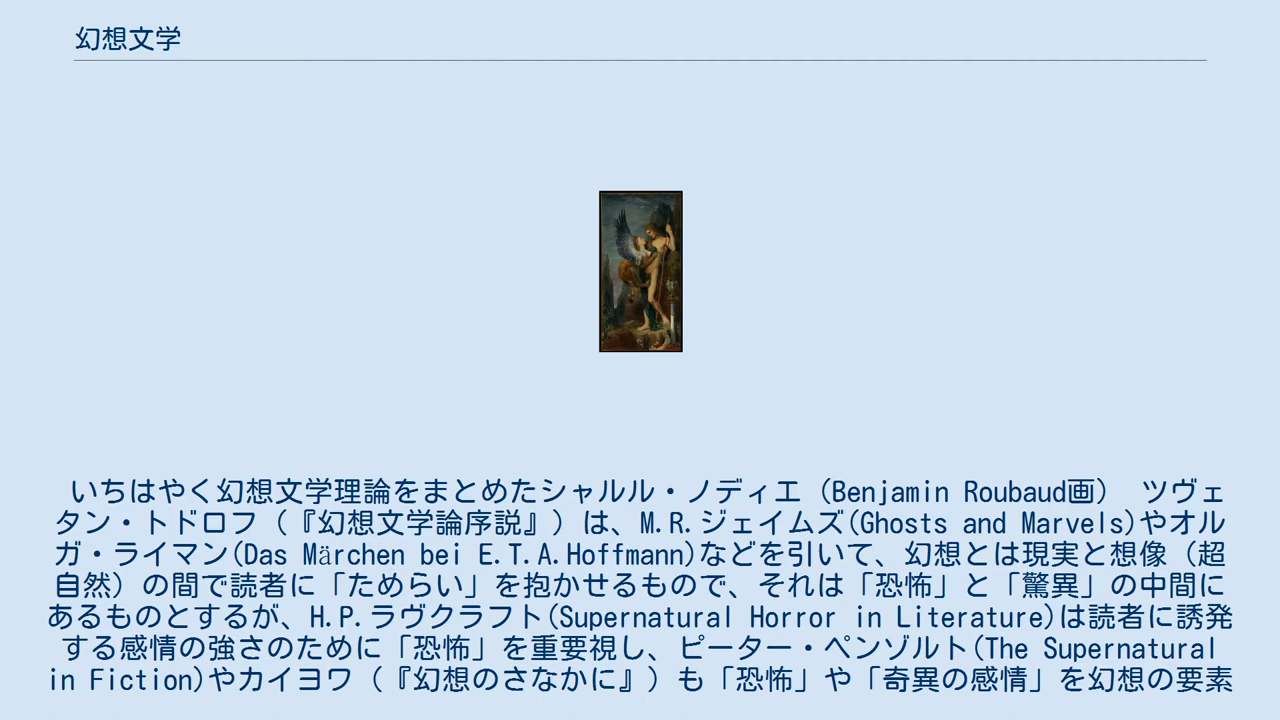 幻想文学
いちはやく幻想文学理論をまとめたシャルル・ノディエ（Benjamin Roubaud画）　ツヴェ
タン・トドロフ（『幻想文学論序説』）は、M.R.ジェイムズ(Ghosts and Marvels)やオル
ガ・ライマン(Das Märchen bei E.T.A.Hoffmann)などを引いて、幻想とは現実と想像（超
自然）の間で読者に「ためらい」を抱かせるもので、それは「恐怖」と「驚異」の中間に
あるものとするが、H.P.ラヴクラフト(Supernatural Horror in Literature)は読者に誘発
する感情の強さのために「恐怖」を重要視し、ピーター・ペンゾルト(The Supernatural
in Fiction)やカイヨワ（『幻想のさなかに』）も「恐怖」や「奇異の感情」を幻想の要素